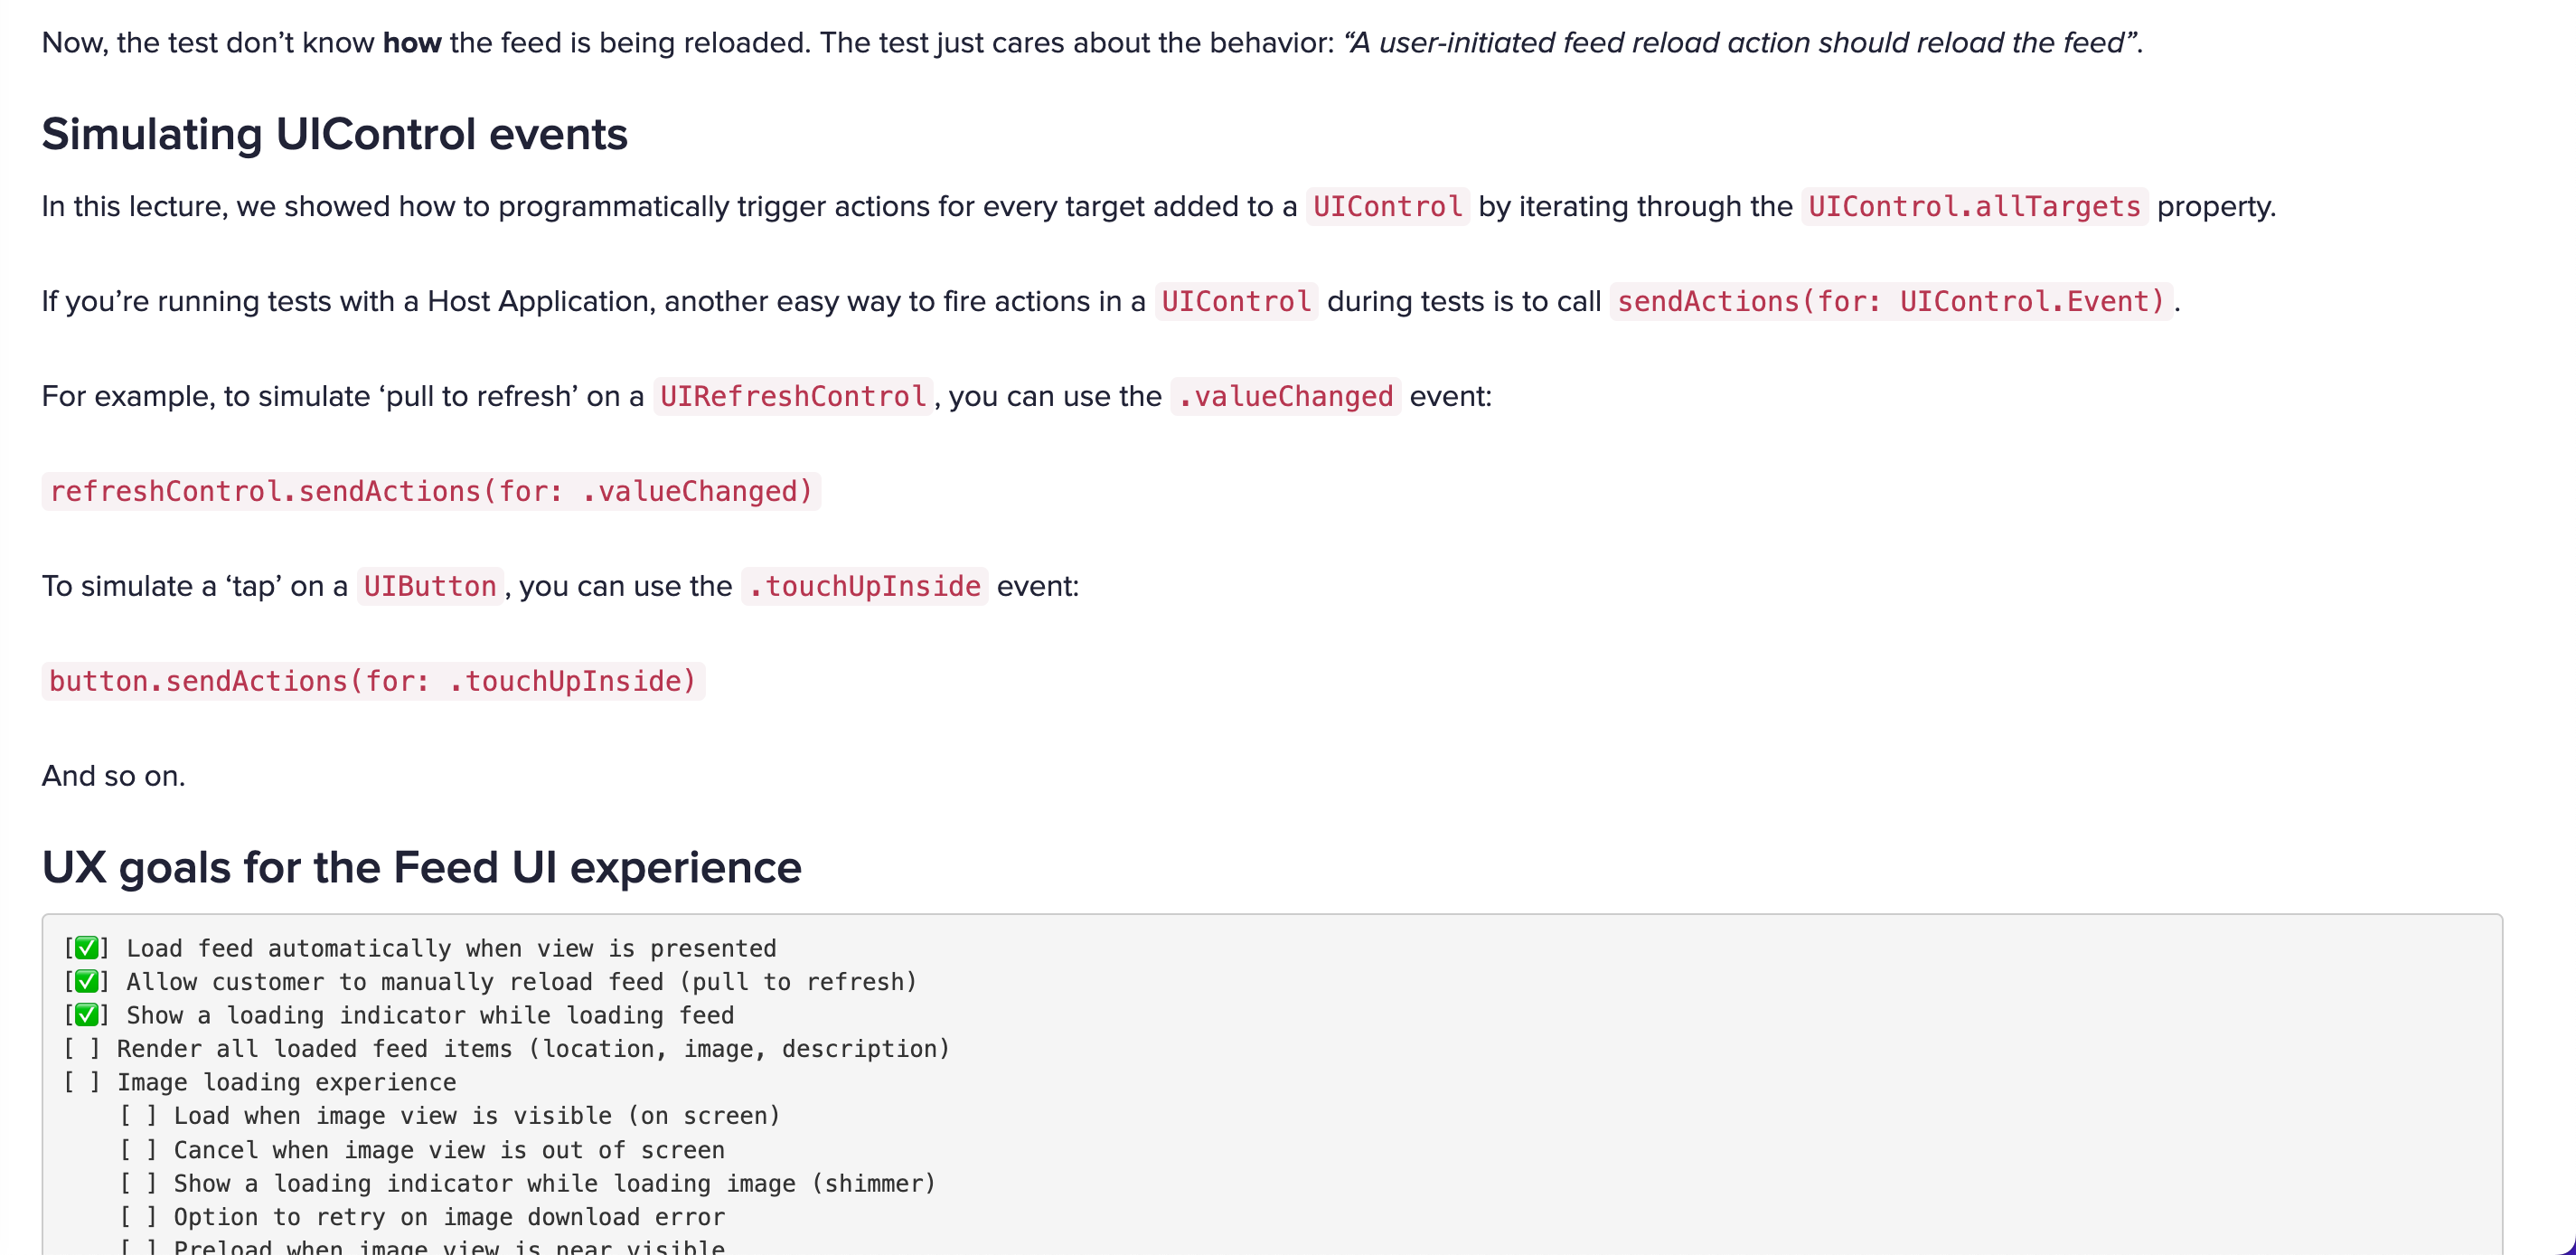 Now, the test don’t know how the feed is being reloaded. The test just cares about the behavior: “A user-initiated feed reload action should reload the feed”.
Simulating UIControl events
In this lecture, we showed how to programmatically trigger actions for every target added to a UIControl by iterating through the UIControl.allTargets property.
If you’re running tests with a Host Application, another easy way to fire actions in a UIControl during tests is to call sendActions(for: UIControl.Event).
For example, to simulate ‘pull to refresh’ on a UIRefreshControl, you can use the .valueChanged event:
refreshControl.sendActions(for: .valueChanged)
To simulate a ‘tap’ on a UIButton, you can use the .touchUpInside event:
button.sendActions(for: .touchUpInside)
And so on.
UX goals for the Feed UI experience
[✅] Load feed automatically when view is presented
[✅] Allow customer to manually reload feed (pull to refresh)
[✅] Show a loading indicator while loading feed
[ ] Render all loaded feed items (location, image, description)
[ ] Image loading experience
[ ] Load when image view is visible (on screen)
[ ] Cancel when image view is out of screen
[ ] Show a loading indicator while loading image (shimmer)
[ ] Option to retry on image download error
[ ] Preload when image view is near visible